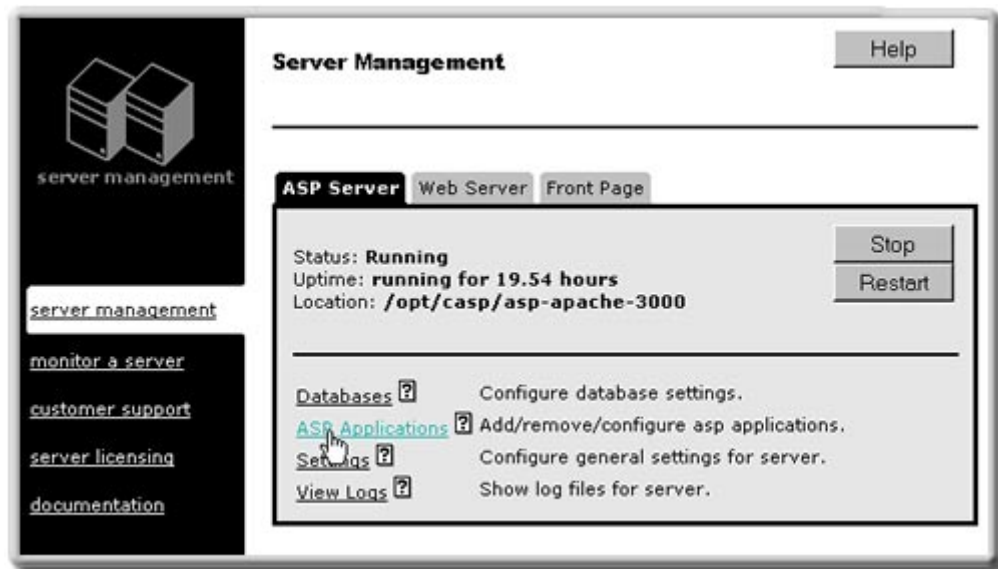 server management
server management
monitor a server
customer support
server licensing
documentation
Server Management
Help
ASP Server Web Server Front Page
Status: Running
Uptime: running for 19.54 hours
Location: /opt/casp/asp-apache-3000
Stop
Restart
Databases ? Configure database settings.
ASP Applications ? Add/remove/configure asp applications.
Settings ? Configure general settings for server.
View Logs ? Show log files for server.